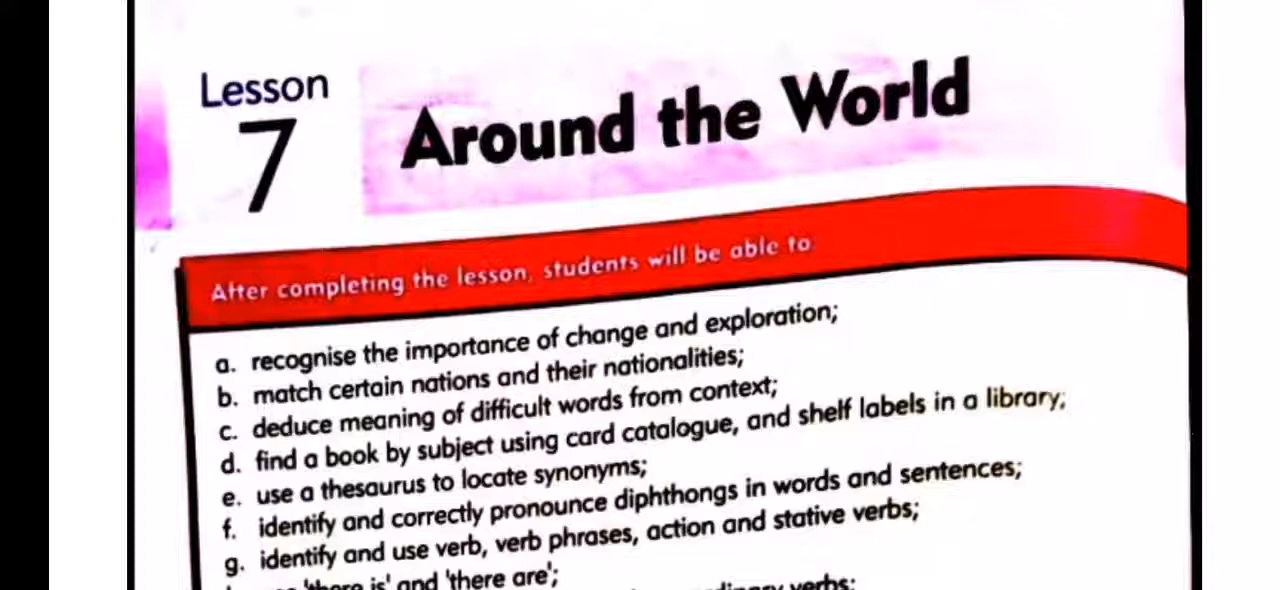 Lesson
7
Around the World
After completing the lesson, students will be able to
a. recognise the importance of change and exploration;
b. match certain nations and their nationalities;
c. deduce meaning of difficult words from context;
d. find a book by subject using card catalogue, and shelf labels in a library;
e. use a thesaurus to locate synonyms;
f. identify and correctly pronounce diphthongs in words and sentences;
g. identify and use verb, verb phrases, action and stative verbs;
'there is' and 'there are';
verbs;